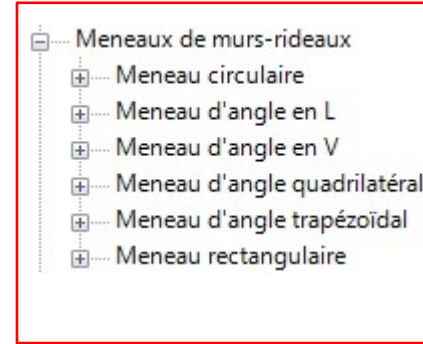 Meneaux de murs-rideaux
Meneau circulaire
Meneau d'angle en L
Meneau d'angle en V
Meneau d'angle quadrilatéral
Meneau d'angle trapézoïdal
Meneau rectangulaire